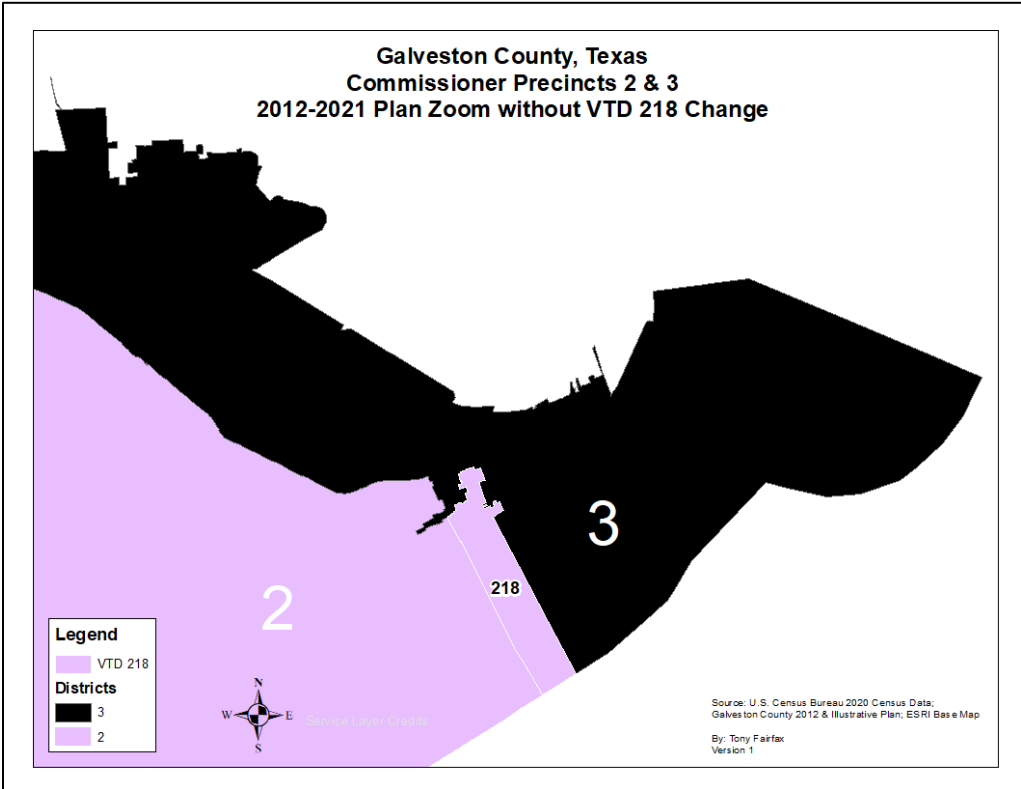 Galveston County, Texas
Commissioner Precincts 2 & 3
2012-2021 Plan Zoom without VTD 218 Change
3
218
2
Legend
VTD 218
Districts
3
2
N
W E
S
Service Layer Credits
Source: U.S. Census Bureau 2020 Census Data;
Galveston County 2012 & Illustrative Plan; ESRI Base Map
By: Tony Fairfax
Version 1